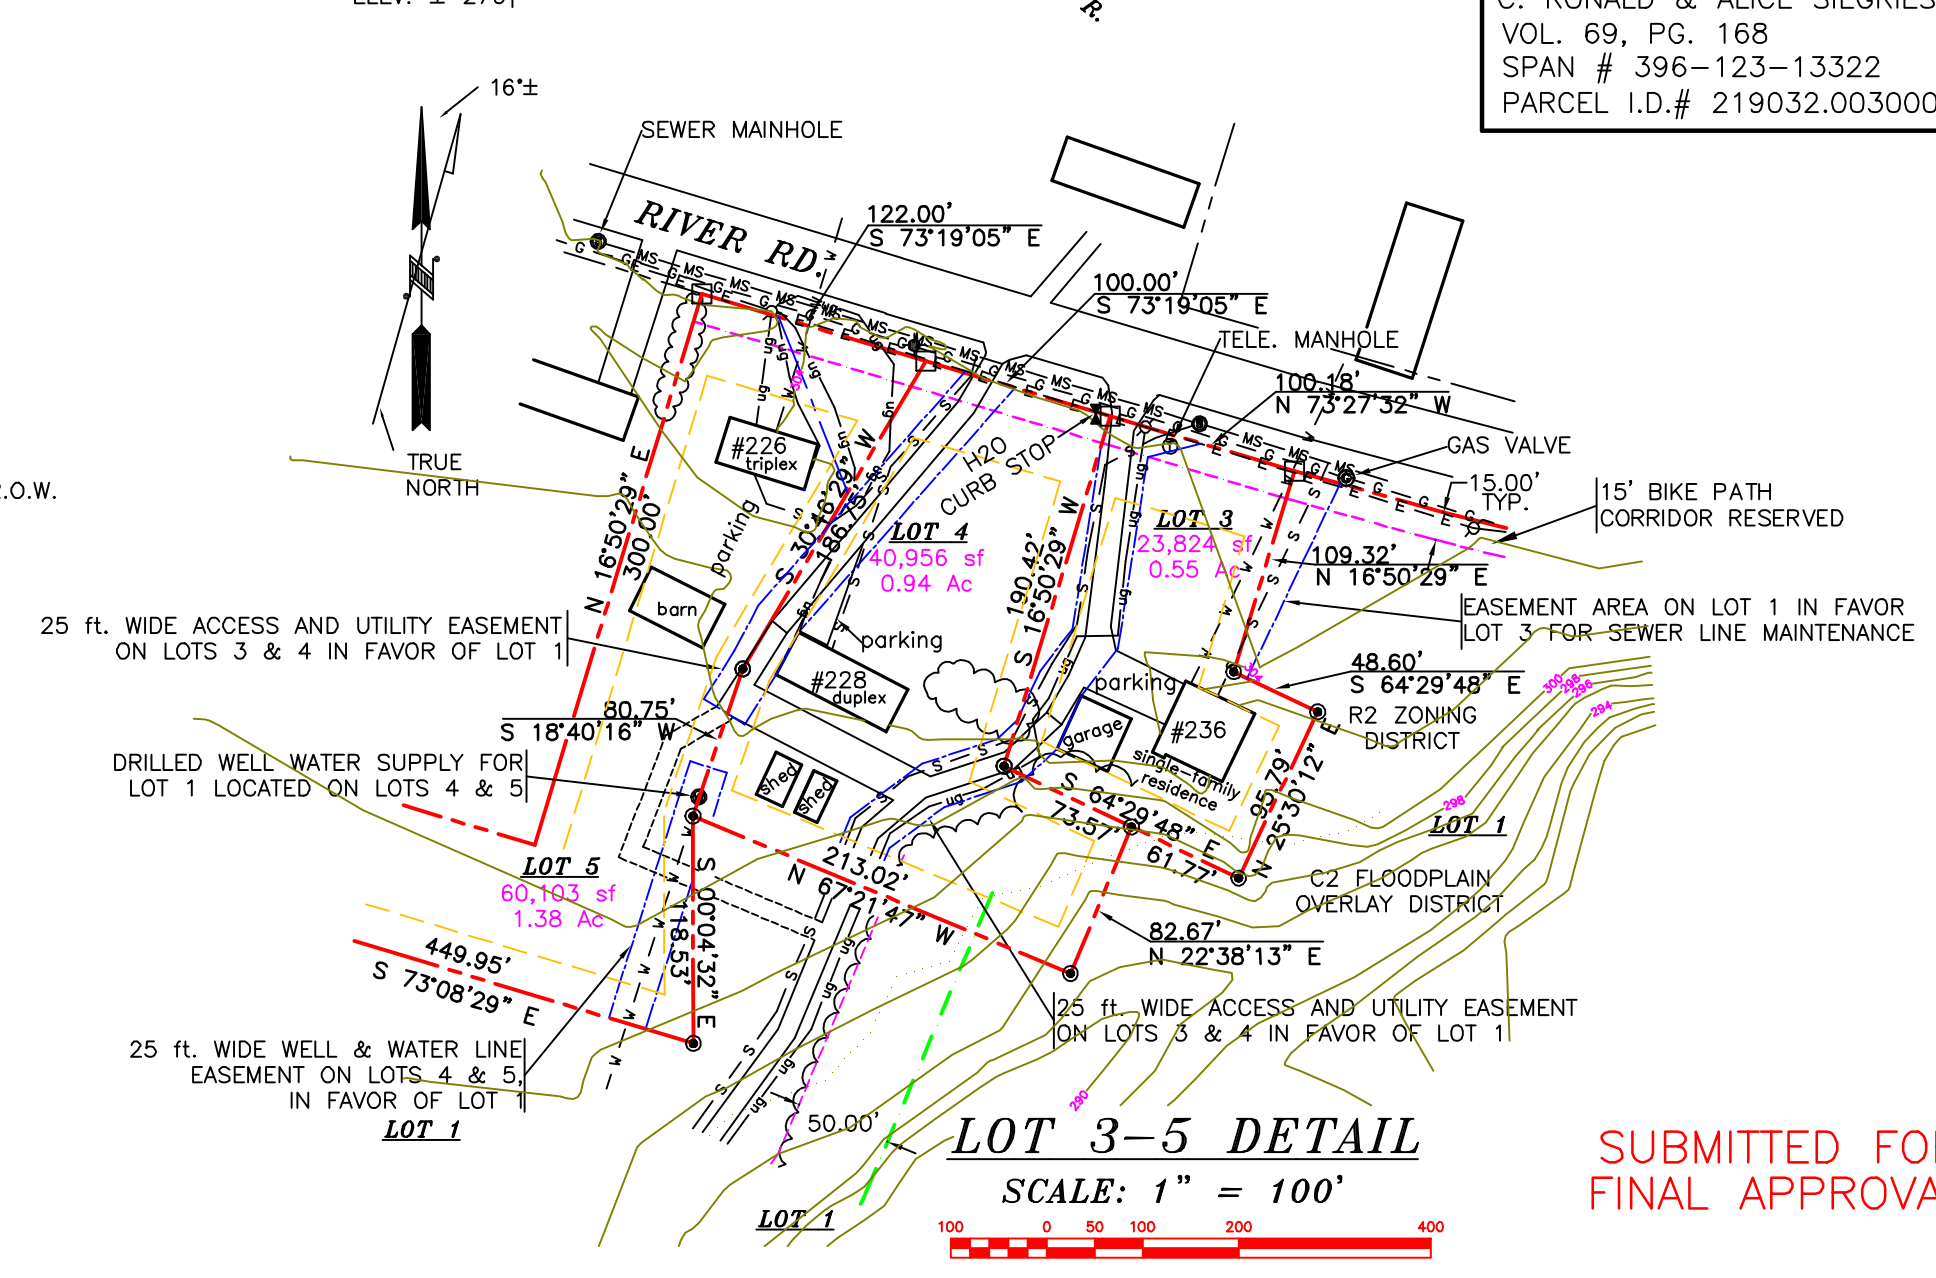 C. RONALD & ALICE SIEGRIES
VOL. 69, PG. 168
SPAN # 396-123-13322
PARCEL I.D.# 219032.003000
ELEV. ± 270
R.
16°±
TRUE
NORTH
R.O.W.
SEWER MAINHOLE
RIVER RD.
122.00'
S 73°19'05" E
100.00'
S 73°19'05" E
TELE. MANHOLE
100.18'
N 73°27'32" W
GAS VALVE
15.00'
TYP.
15' BIKE PATH
CORRIDOR RESERVED
109.32'
N 16°50'29" E
EASEMENT AREA ON LOT 1 IN FAVOR
LOT 3 FOR SEWER LINE MAINTENANCE
48.60'
S 64°29'48" E
R2 ZONING
DISTRICT
N 16°50'29" E
300.00'
#226
triplex
parking
barn
S 30°46'29" W
186.75'
H2O
CURB STOP
LOT 4
40,956 sf
0.94 Ac
LOT 3
23,824 sf
0.55 Ac
190.42'
S 16°50'29" W
parking
#228
duplex
parking
garage
#236
single-family
residence
shed
shed
25 ft. WIDE ACCESS AND UTILITY EASEMENT
ON LOTS 3 & 4 IN FAVOR OF LOT 1
80.75'
S 18°40'16" W
DRILLED WELL WATER SUPPLY FOR
LOT 1 LOCATED ON LOTS 4 & 5
S 64°29'48" E
73.57'
61.77'
95.79'
N 25°30'12" E
LOT 1
C2 FLOODPLAIN
OVERLAY DISTRICT
LOT 5
60,103 sf
1.38 Ac
213.02'
N 67°21'47" W
S 00°04'32" E
118.53'
449.95'
S 73°08'29" E
82.67'
N 22°38'13" E
25 ft. WIDE ACCESS AND UTILITY EASEMENT
ON LOTS 3 & 4 IN FAVOR OF LOT 1
25 ft. WIDE WELL & WATER LINE
EASEMENT ON LOTS 4 & 5,
IN FAVOR OF LOT 1
LOT 1
50.00'
LOT 1
304
304
300
298
296
294
298
290
LOT 3-5 DETAIL
SCALE: 1" = 100'
100 0 50 100 200 400
SUBMITTED FOR
FINAL APPROVA